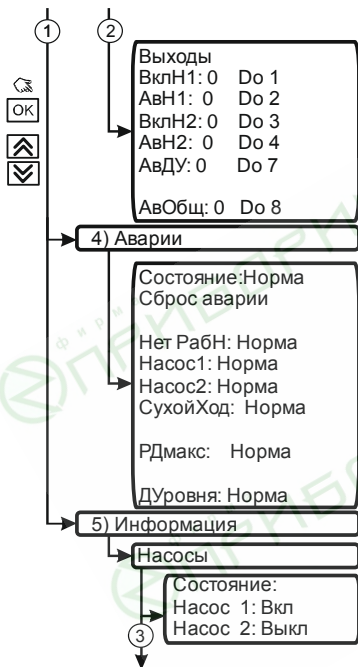 1
2
Выходы
ВклН1: 0 Do 1
АвН1: 0 Do 2
ВклН2: 0 Do 3
АвН2: 0 Do 4
АвДУ: 0 Do 7
АвОбщ: 0 Do 8
OK
4) Аварии
Состояние:Норма
Сброс аварии
Нет РабН: Норма
Насос1: Норма
Насос2: Норма
СухойХод: Норма
РДмакс: Норма
ДУровня: Норма
5) Информация
Насосы
Состояние:
Насос 1: Вкл
Насос 2: Выкл
3
фирма
ПРИБОРИ